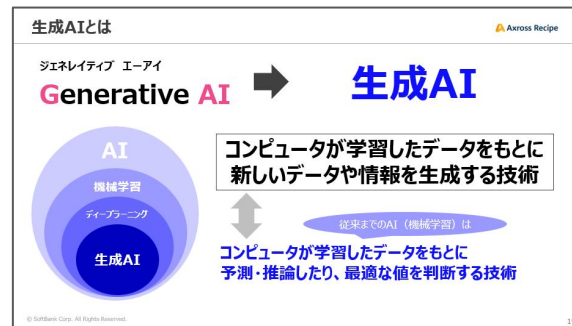 生成AIとは
Axross Recipe
ジェネレイティブ エーアイ
Generative AI
生成AI
AI
機械学習
ディープラーニング
生成AI
コンピュータが学習したデータをもとに
新しいデータや情報を生成する技術
従来までのAI（機械学習）は
コンピュータが学習したデータをもとに
予測・推論したり、最適な値を判断する技術
© SoftBank Corp. All Rights Reserved.